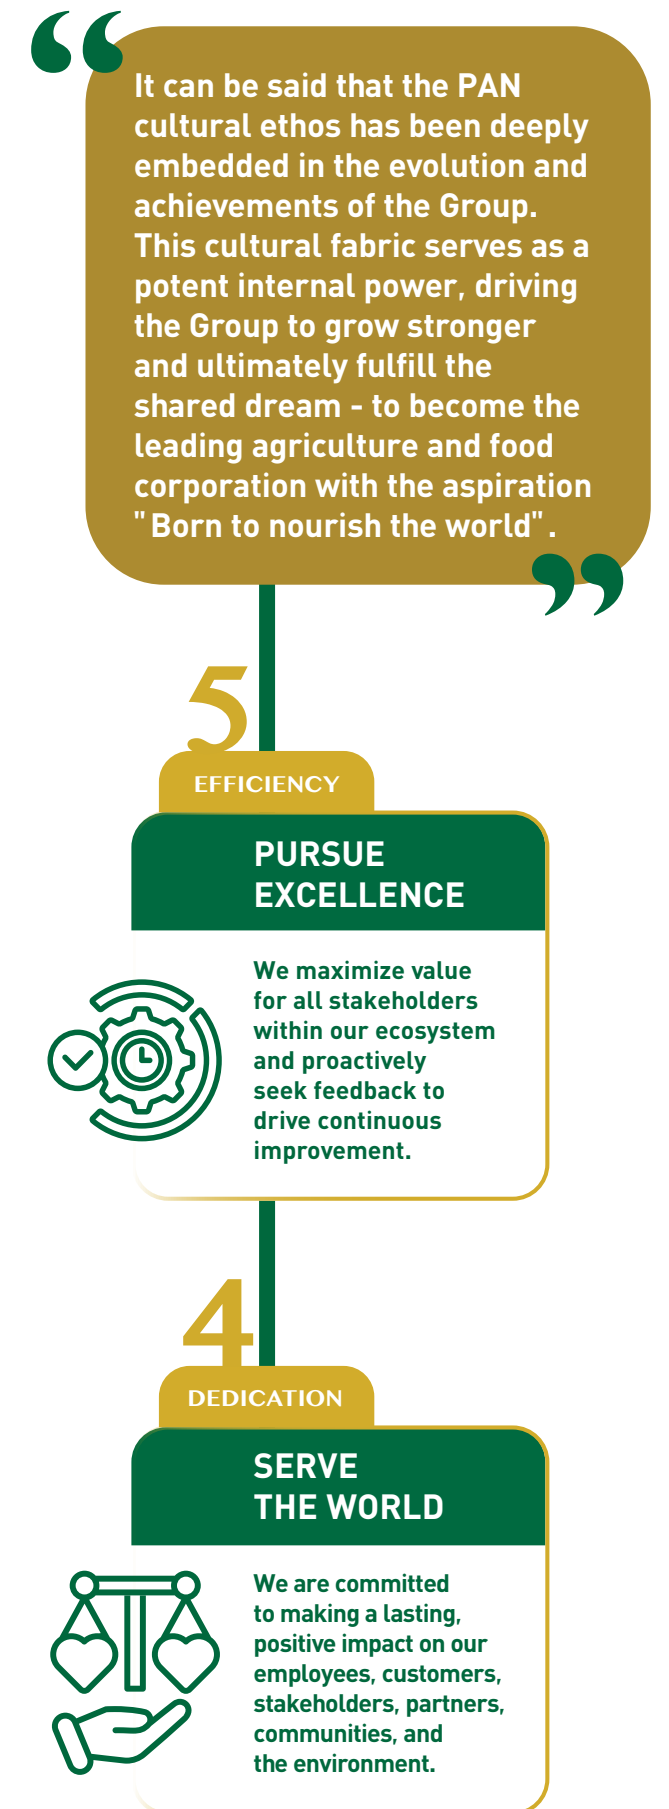 It can be said that the PAN
cultural ethos has been deeply
embedded in the evolution and
achievements of the Group.
This cultural fabric serves as a
potent internal power, driving
the Group to grow stronger
and ultimately fulfill the
shared dream - to become the
leading agriculture and food
corporation with the aspiration
"Born to nourish the world".
5
EFFICIENCY
PURSUE
EXCELLENCE
We maximize value
for all stakeholders
within our ecosystem
and proactively
seek feedback to
drive continuous
improvement.
4
DEDICATION
SERVE
THE WORLD
We are committed
to making a lasting,
positive impact on our
employees, customers,
stakeholders, partners,
communities, and
the environment.